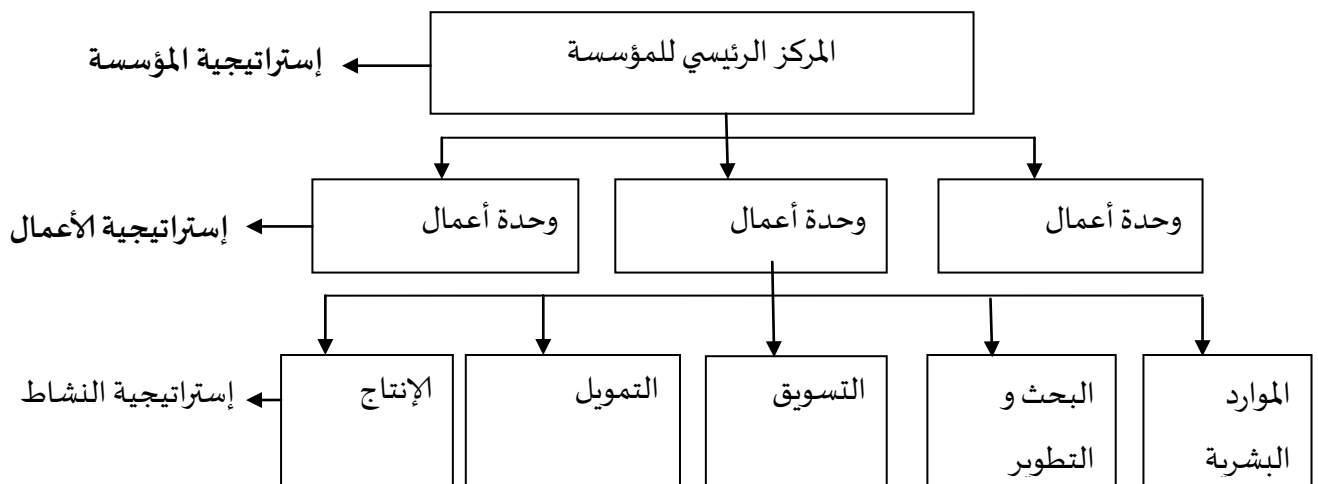 المركز الرئيسي للمؤسسة
إستراتيجية المؤسسة
وحدة أعمال
وحدة أعمال
وحدة أعمال
إستراتيجية الأعمال
الموارد
البشرية
البحث و
التطوير
التسويق
التمويل
الإنتاج
إستراتيجية النشاط